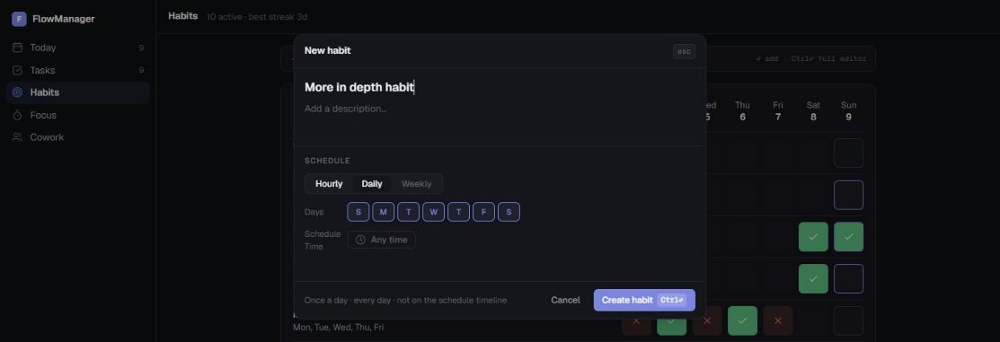 F FlowManager
Habits 10 active · best streak 3d
Today 9
Tasks 9
Habits
Focus
Cowork
↵ add · Ctrl↵ full editor
New habit esc
More in depth habit
Add a description...
ed Thu Fri Sat Sun
5 6 7 8 9
SCHEDULE
Hourly Daily Weekly
Days S M T W T F S
Schedule
Time
Any time
Once a day · every day · not on the schedule timeline
Cancel
Create habit Ctrl↵
Mon, Tue, Wed, Thu, Fri